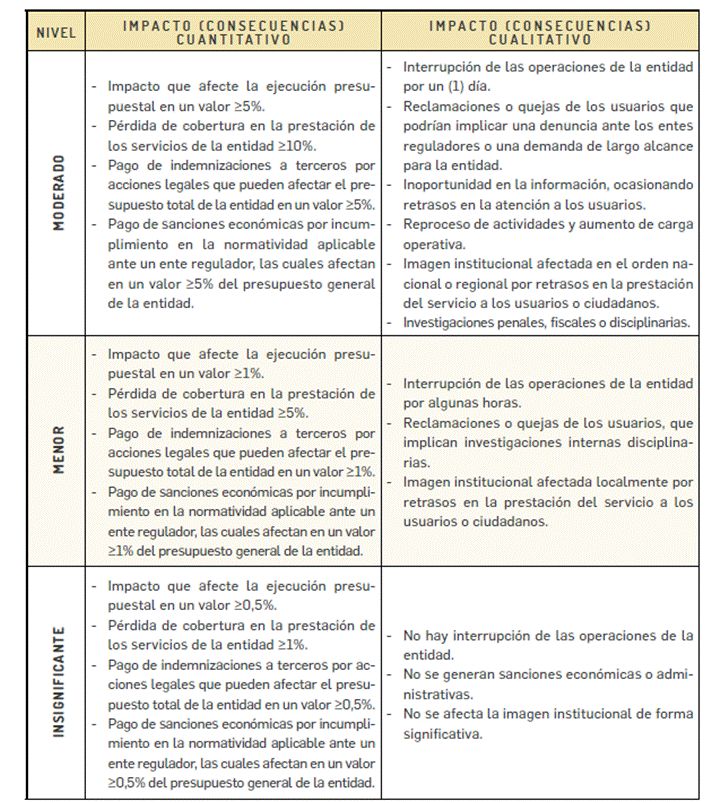 NIVEL
IMPACTO (CONSECUENCIAS)
CUANTITATIVO
IMPACTO (CONSECUENCIAS)
CUALITATIVO
MODERADO
- Impacto que afecte la ejecución presu-
puestal en un valor ≥5%.
- Pérdida de cobertura en la prestación de
los servicios de la entidad ≥10%.
- Pago de indemnizaciones a terceros por
acciones legales que pueden afectar el pre-
supuesto total de la entidad en un valor ≥5%.
- Pago de sanciones económicas por incum-
plimiento en la normatividad aplicable
ante un ente regulador, las cuales afectan
en un valor ≥5% del presupuesto general
de la entidad.
- Interrupción de las operaciones de la entidad
por un (1) día.
- Reclamaciones o quejas de los usuarios que
podrían implicar una denuncia ante los entes
reguladores o una demanda de largo alcance
para la entidad.
- Inoportunidad en la información, ocasionando
retrasos en la atención a los usuarios.
- Reproceso de actividades y aumento de carga
operativa.
- Imagen institucional afectada en el orden na-
cional o regional por retrasos en la prestación
del servicio a los usuarios o ciudadanos.
- Investigaciones penales, fiscales o disciplinarias.
MENOR
- Impacto que afecte la ejecución presu-
puestal en un valor ≥1%.
- Pérdida de cobertura en la prestación de
los servicios de la entidad ≥5%.
- Pago de indemnizaciones a terceros por
acciones legales que pueden afectar el pre-
supuesto total de la entidad en un valor ≥1%.
- Pago de sanciones económicas por incumpli-
miento en la normatividad aplicable ante un
ente regulador, las cuales afectan en un valor
≥1% del presupuesto general de la entidad.
- Interrupción de las operaciones de la entidad
por algunas horas.
- Reclamaciones o quejas de los usuarios, que
implican investigaciones internas disciplina-
rias.
- Imagen institucional afectada localmente por
retrasos en la prestación del servicio a los
usuarios o ciudadanos.
INSIGNIFICANTE
- Impacto que afecte la ejecución presu-
puestal en un valor ≥0,5%.
- Pérdida de cobertura en la prestación de
los servicios de la entidad ≥1%.
- Pago de indemnizaciones a terceros por ac-
ciones legales que pueden afectar el presu-
puesto total de la entidad en un valor ≥0,5%.
- Pago de sanciones económicas por incumpli-
miento en la normatividad aplicable ante un
ente regulador, las cuales afectan en un valor
≥0,5% del presupuesto general de la entidad.
- No hay interrupción de las operaciones de la
entidad.
- No se generan sanciones económicas o admi-
nistrativas.
- No se afecta la imagen institucional de forma
significativa.